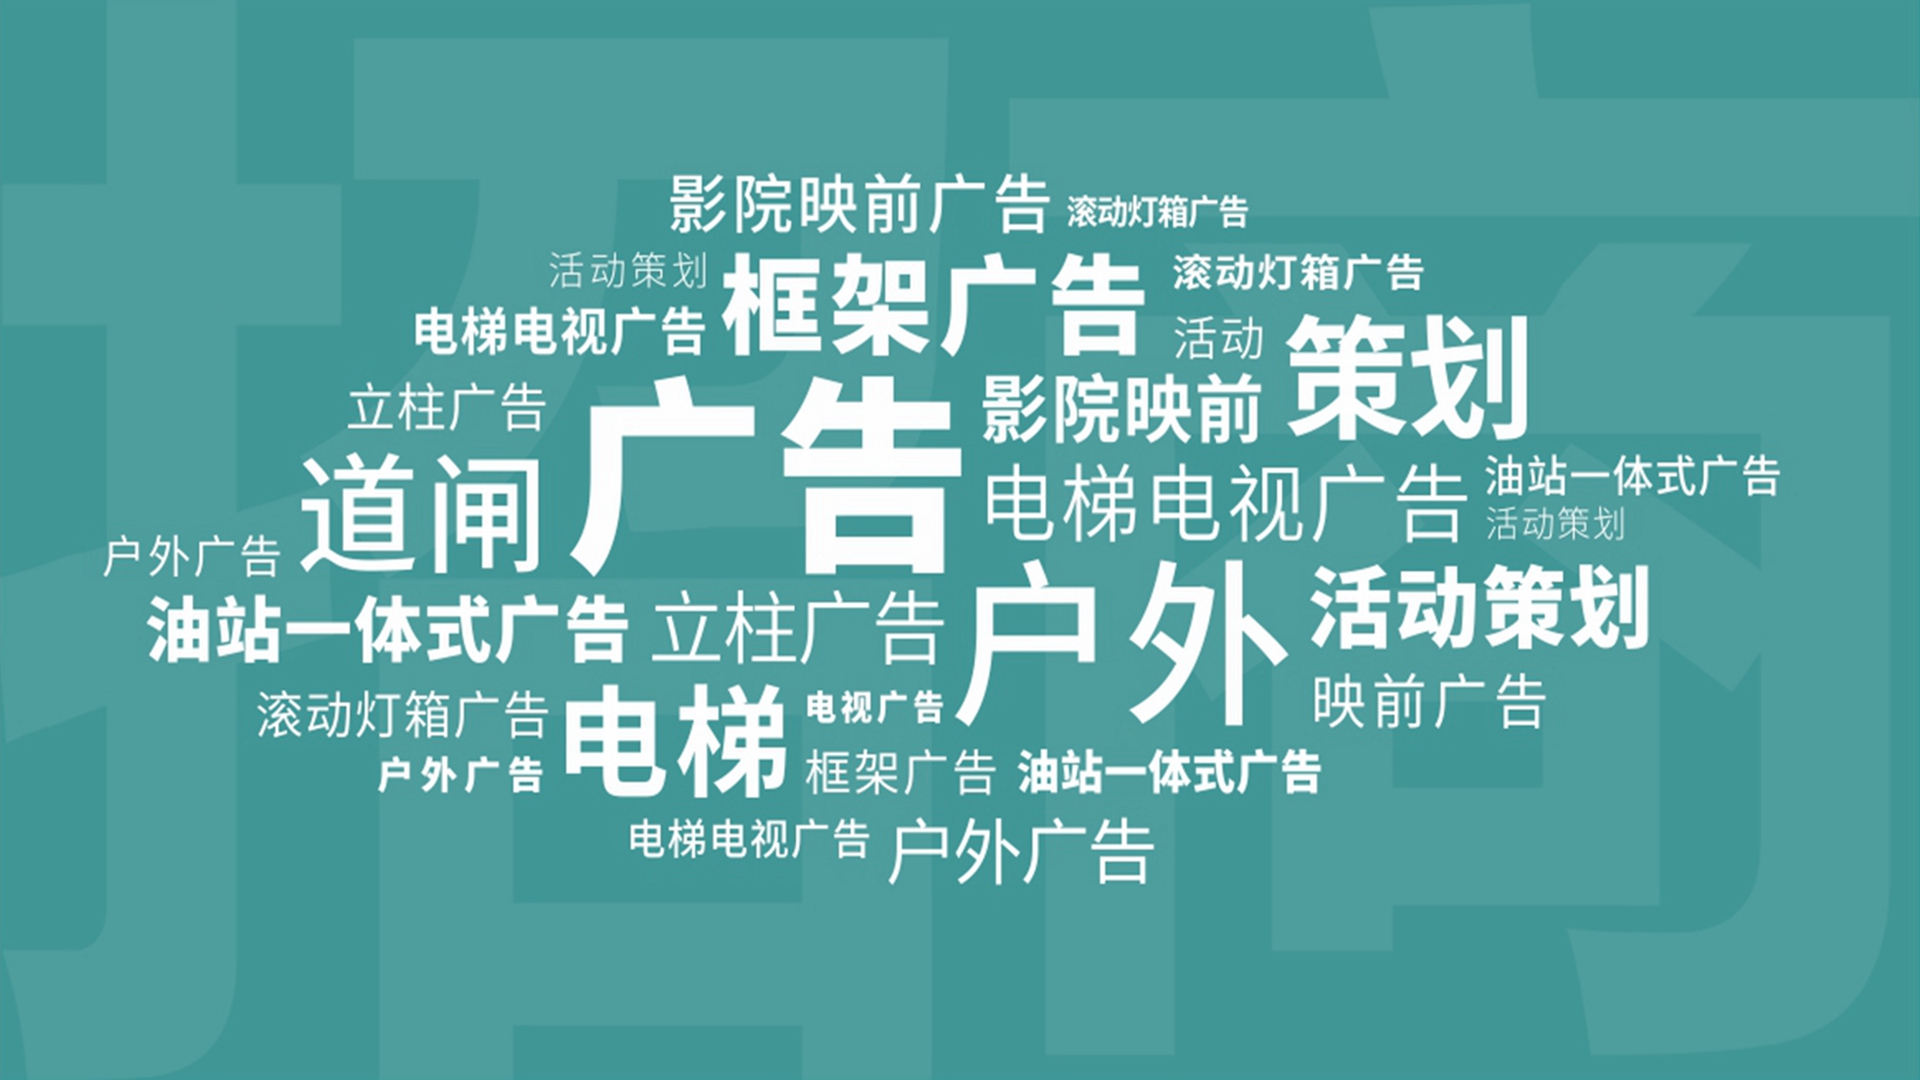 招商
影院映前广告 滚动灯箱广告
活动策划 框架广告 滚动灯箱广告
电梯电视广告 活动 策划
立柱广告 广告 影院映前
道闸 电梯电视广告 油站一体式广告
户外广告 活动策划
油站一体式广告 立柱广告 户外 活动策划
滚动灯箱广告 电梯 电视广告 映前广告
户外广告 框架广告 油站一体式广告
电梯电视广告 户外广告